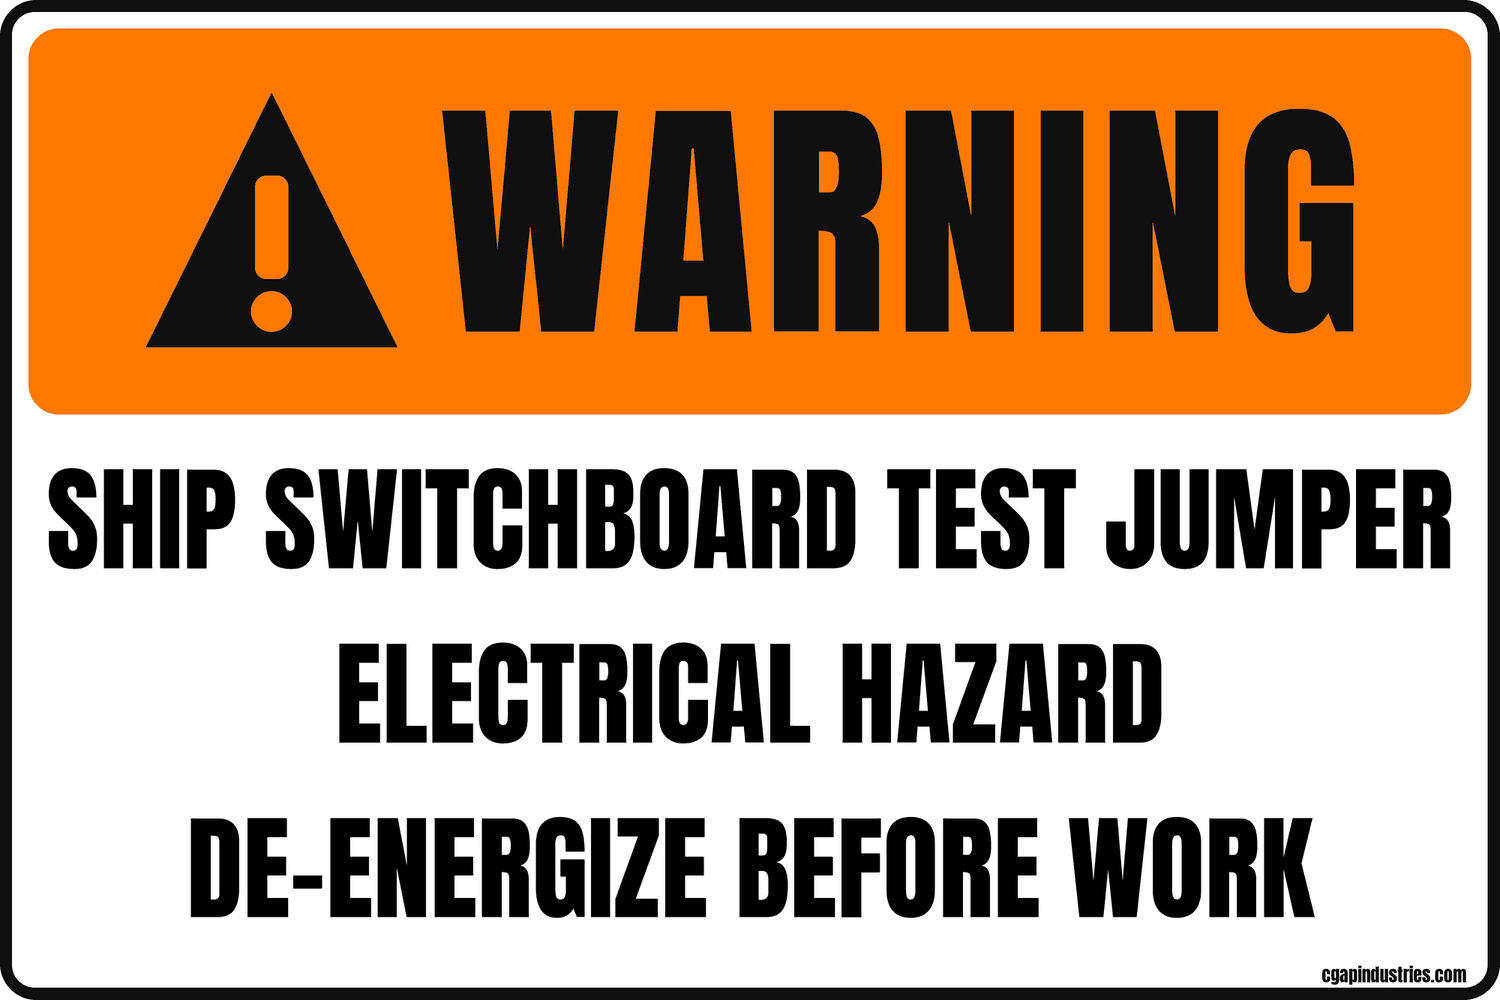 WARNING
SHIP SWITCHBOARD TEST JUMPER
ELECTRICAL HAZARD
DE-ENERGIZE BEFORE WORK
cgapindustries.com